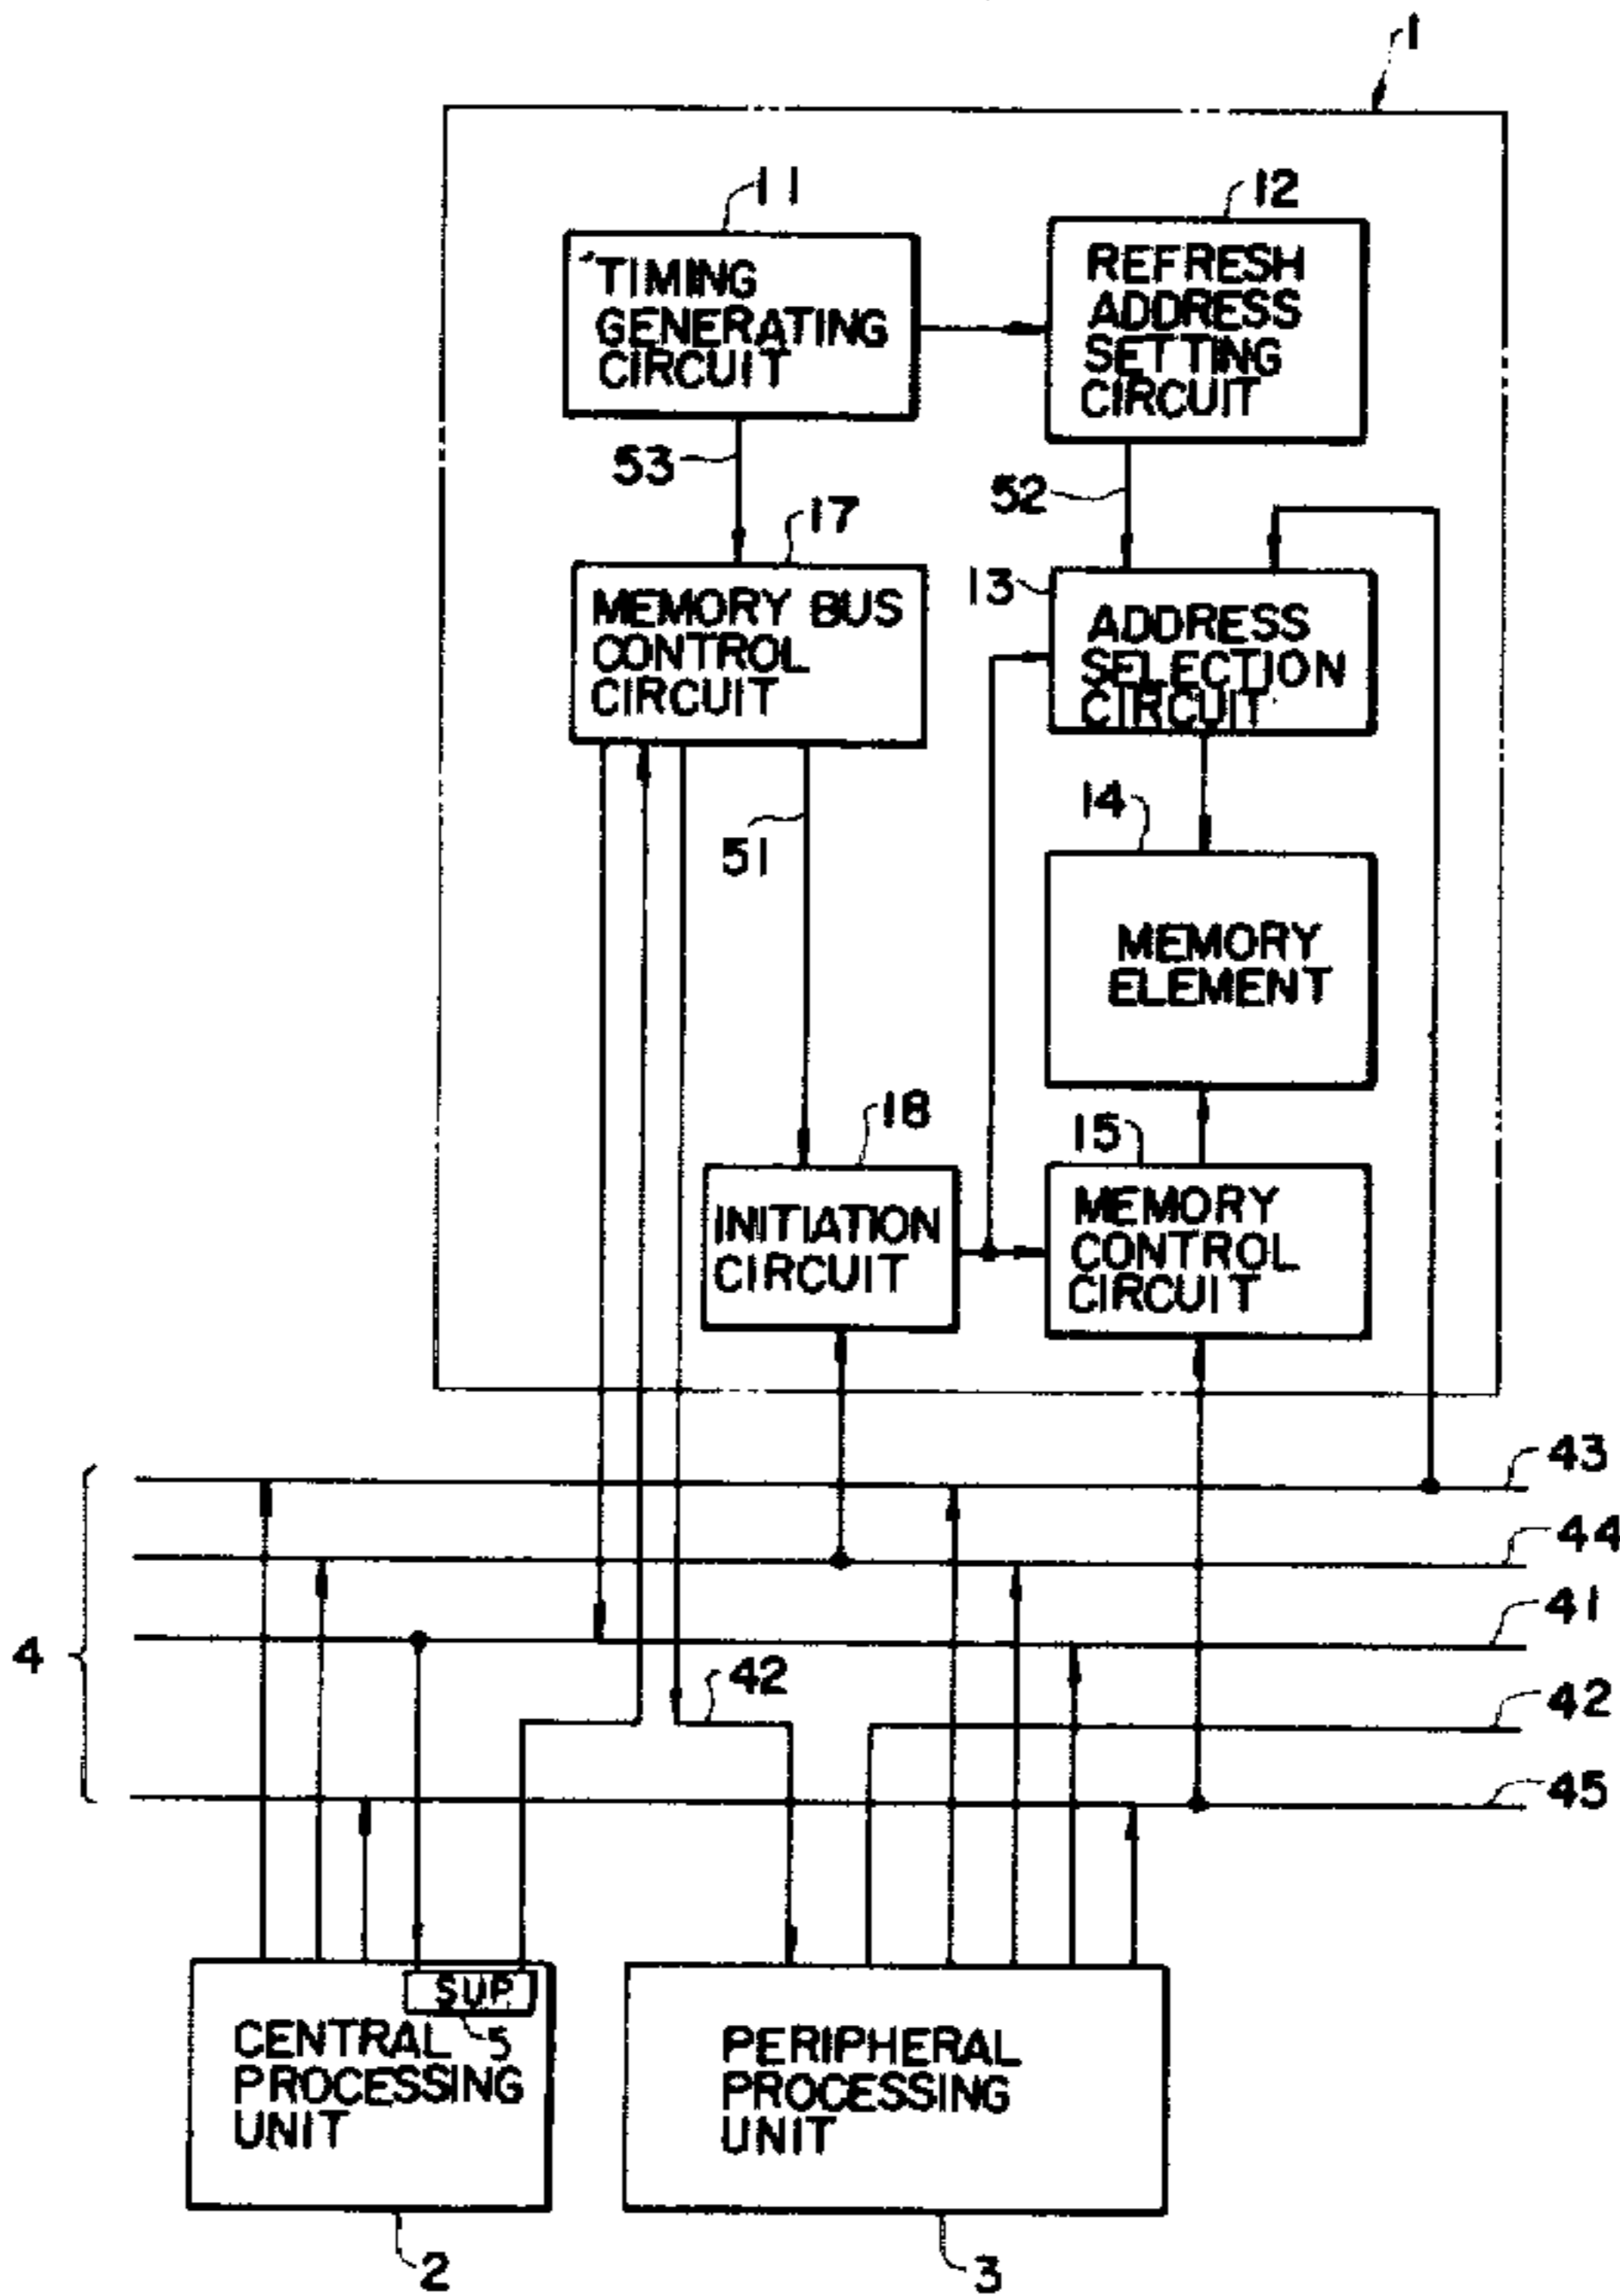 1
11
12
TIMING
GENERATING
CIRCUIT
REFRESH
ADDRESS
SETTING
CIRCUIT
53
52
17
13
MEMORY BUS
CONTROL
CIRCUIT
ADDRESS
SELECTION
CIRCUIT
14
51
MEMORY
ELEMENT
18
15
INITIATION
CIRCUIT
MEMORY
CONTROL
CIRCUIT
43
44
41
4
42
42
45
SUP
5
CENTRAL
PROCESSING
UNIT
PERIPHERAL
PROCESSING
UNIT
2
3